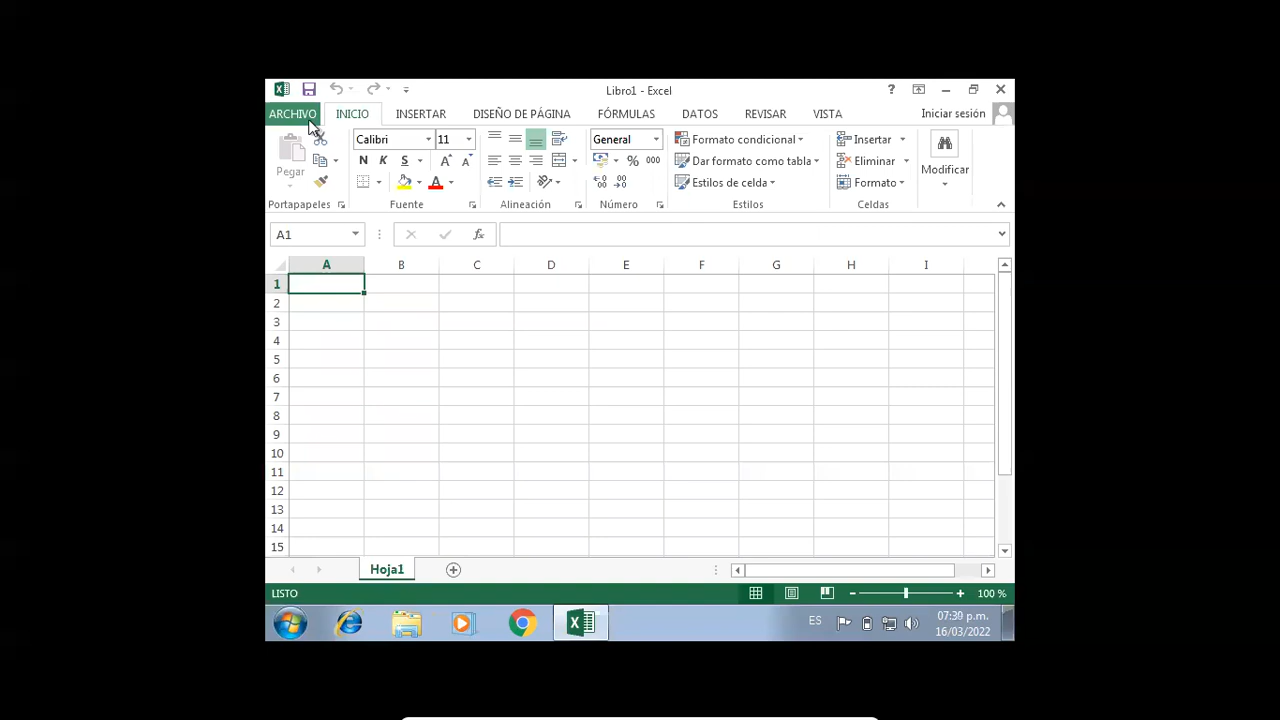 Libro1 - Excel
ARCHIVO INICIO INSERTAR DISEÑO DE PÁGINA FÓRMULAS DATOS REVISAR VISTA Iniciar sesión
Pegar
Calibri 11
N K S
A A
A
General
% 000
Formato condicional
Dar formato como tabla
Estilos de celda
Insertar
Eliminar
Formato
Modificar
Portapapeles Fuente Alineación Número Estilos Celdas
A1 fx
A B C D E F G H I
1
2
3
4
5
6
7
8
9
10
11
12
13
14
15
Hoja1
LISTO 100 %
ES 07:39 p.m.
16/03/2022